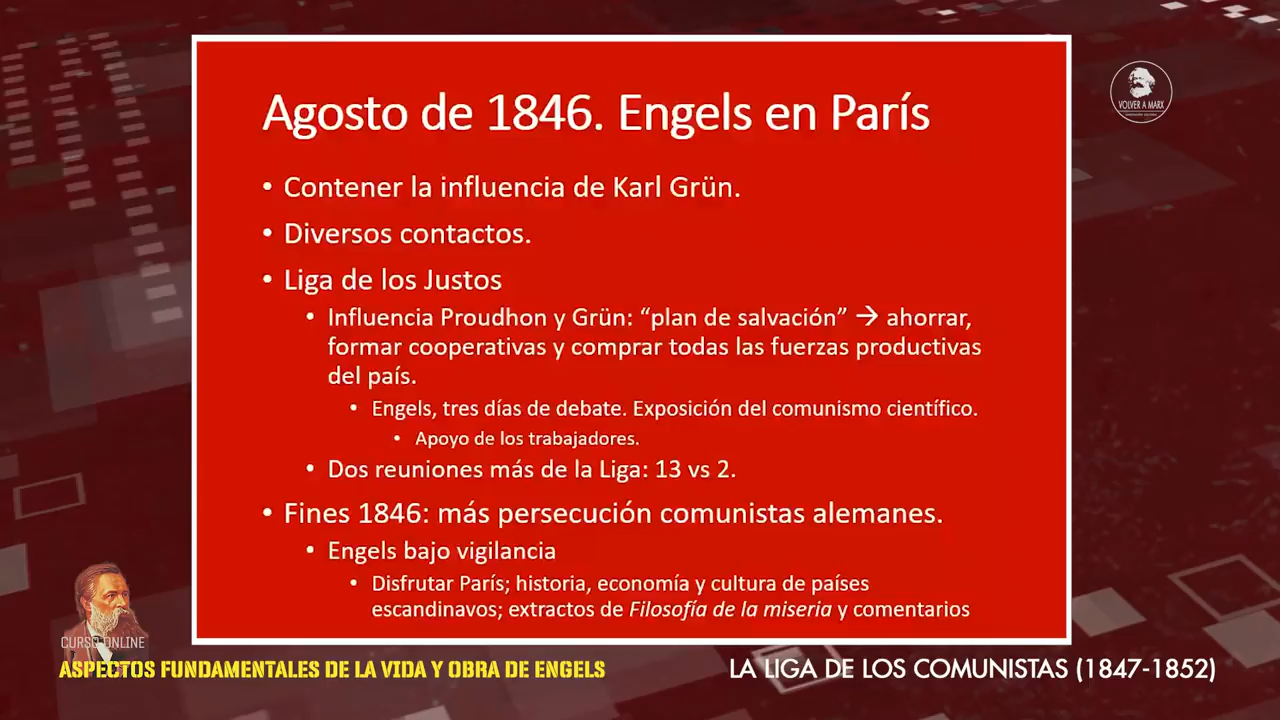 Agosto de 1846. Engels en París
VOLVER A MARX
• Contener la influencia de Karl Grün.
• Diversos contactos.
• Liga de los Justos
• Influencia Proudhon y Grün: “plan de salvación” → ahorrar,
formar cooperativas y comprar todas las fuerzas productivas
del país.
• Engels, tres días de debate. Exposición del comunismo científico.
• Apoyo de los trabajadores.
• Dos reuniones más de la Liga: 13 vs 2.
• Fines 1846: más persecución comunistas alemanes.
• Engels bajo vigilancia
• Disfrutar París; historia, economía y cultura de países
escandinavos; extractos de Filosofía de la miseria y comentarios
CURSO ONLINE
ASPECTOS FUNDAMENTALES DE LA VIDA Y OBRA DE ENGELS
LA LIGA DE LOS COMUNISTAS (1847-1852)